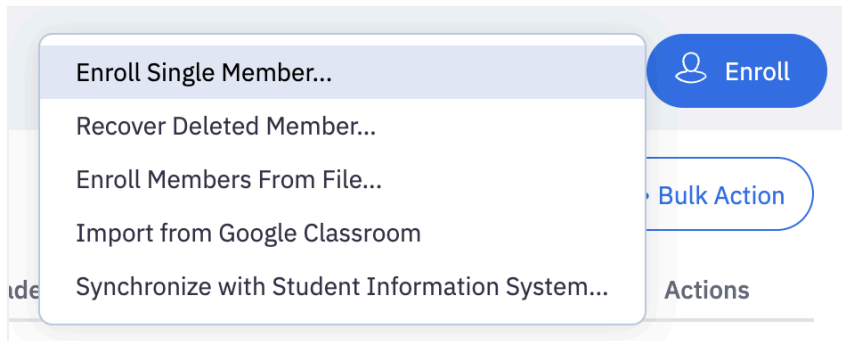 Enroll Single Member...
Enroll
Recover Deleted Member...
Enroll Members From File...
Bulk Action
Import from Google Classroom
Synchronize with Student Information System...
Actions